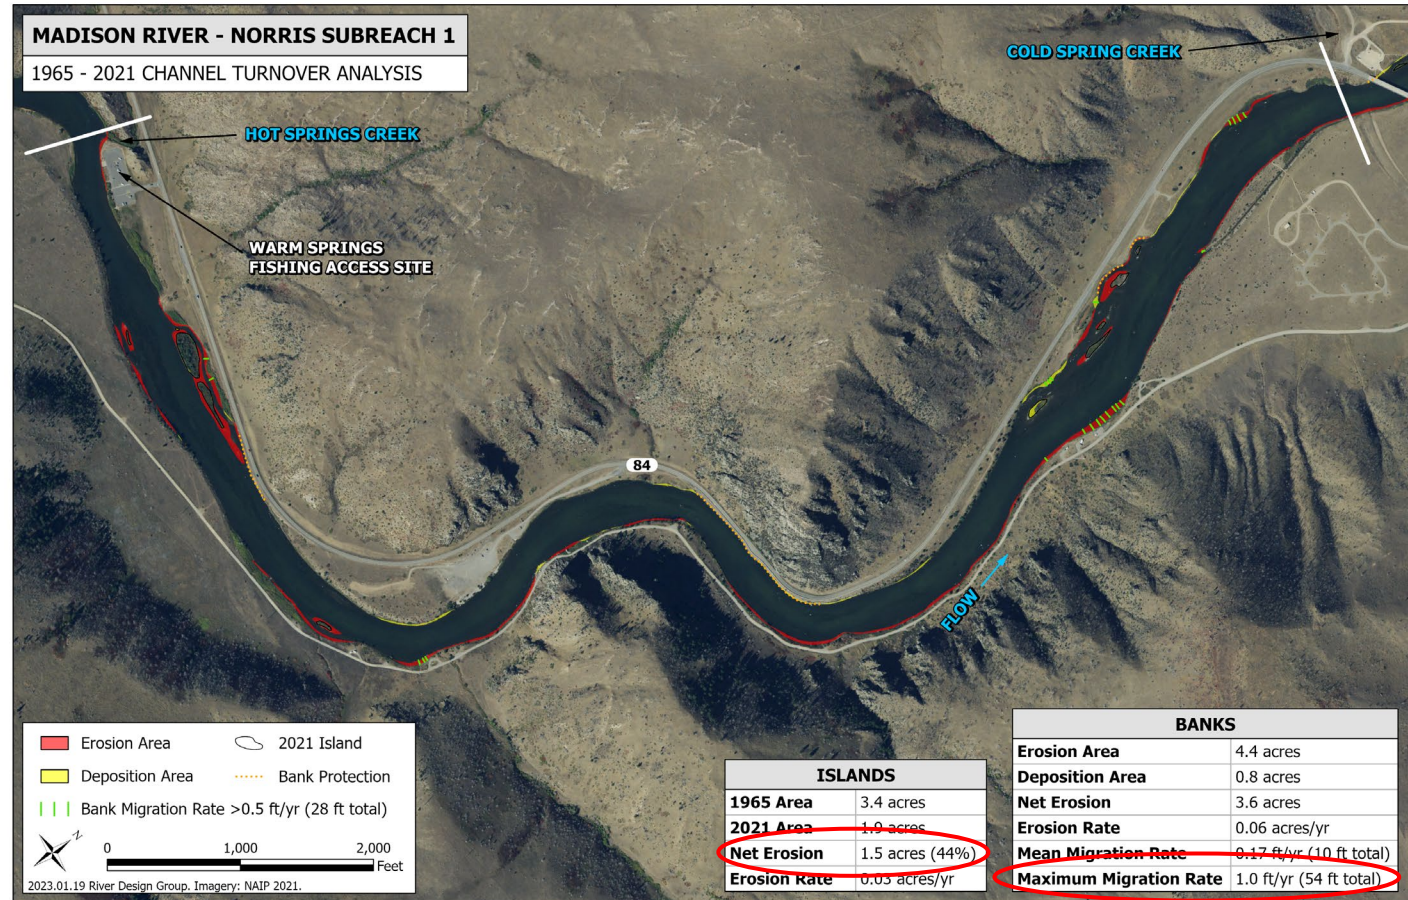 MADISON RIVER - NORRIS SUBREACH 1
1965 - 2021 CHANNEL TURNOVER ANALYSIS
COLD SPRING CREEK
HOT SPRINGS CREEK
WARM SPRINGS
FISHING ACCESS SITE
84
FLOW
Erosion Area
2021 Island
Deposition Area
Bank Protection
Bank Migration Rate >0.5 ft/yr (28 ft total)
N
0 1,000 2,000
Feet
2023.01.19 River Design Group. Imagery: NAIP 2021.
ISLANDS
1965 Area 3.4 acres
2021 Area 1.9 acres
Net Erosion 1.5 acres (44%)
Erosion Rate 0.03 acres/yr
BANKS
Erosion Area 4.4 acres
Deposition Area 0.8 acres
Net Erosion 3.6 acres
Erosion Rate 0.06 acres/yr
Mean Migration Rate 0.17 ft/yr (10 ft total)
Maximum Migration Rate 1.0 ft/yr (54 ft total)